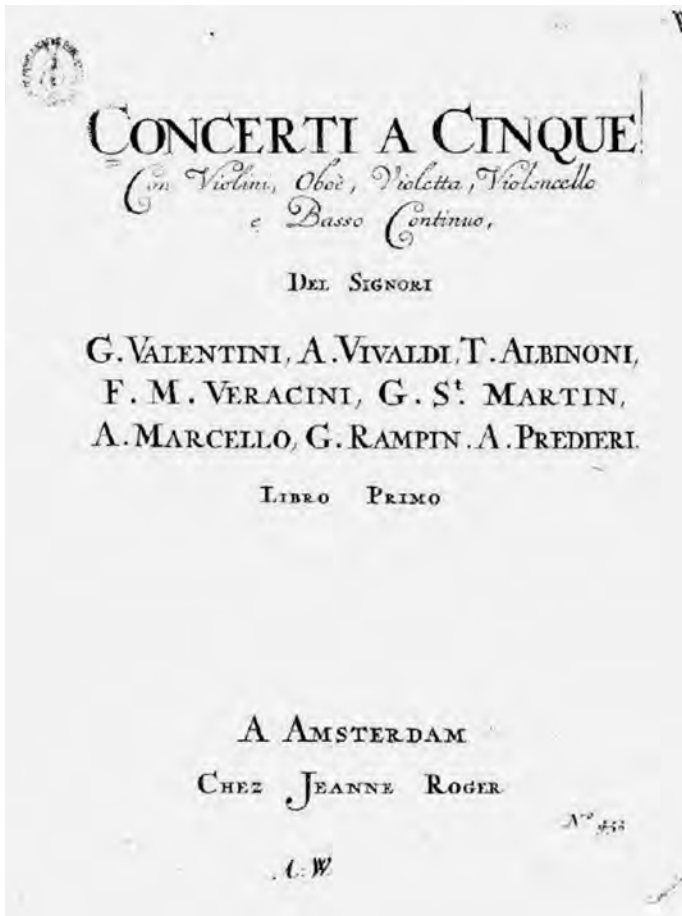 CONCERTI A CINQUE
Con Violini, Oboè, Violetta, Violoncello
e Basso Continuo,
DEL SIGNORI
G. VALENTINI, A. VIVALDI, T. ALBINONI,
F. M. VERACINI, G. St. MARTIN,
A. MARCELLO, G. RAMPIN. A. PREDIERI.
LIBRO PRIMO
A AMSTERDAM
CHEZ JEANNE ROGER
No